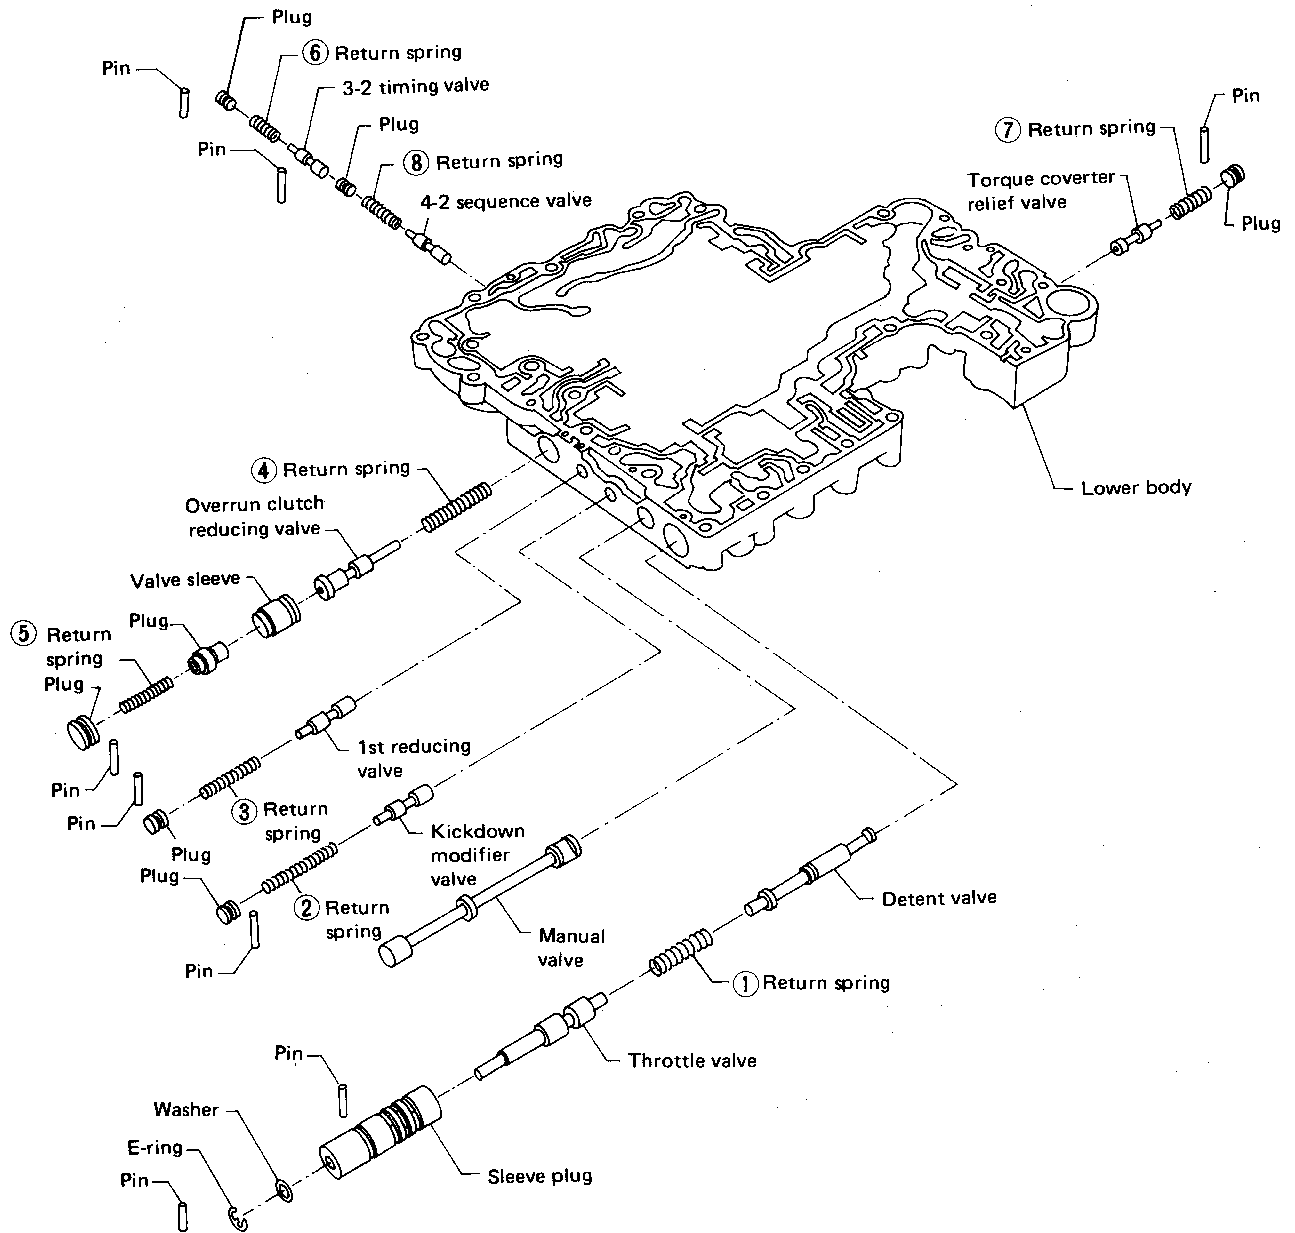 Plug
6 Return spring
Pin
3-2 timing valve
Plug
Pin
8 Return spring
4-2 sequence valve
Pin
7 Return spring
Torque coverter
relief valve
Plug
4 Return spring
Lower body
Overrun clutch
reducing valve
Valve sleeve
Plug
5 Return
spring
Plug
1st reducing
valve
Pin
3 Return
spring
Pin
Plug
Kickdown
modifier
valve
Plug
2 Return
spring
Detent valve
Manual
valve
Pin
1 Return spring
Pin
Throttle valve
Washer
E-ring
Sleeve plug
Pin